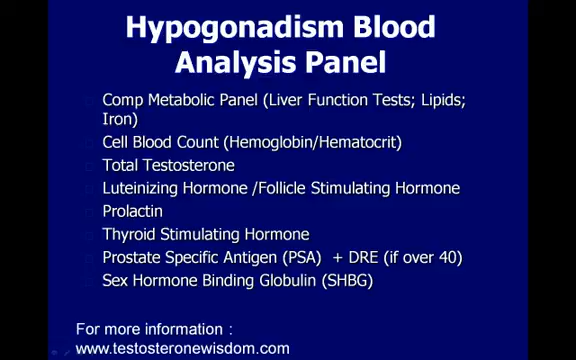 Hypogonadism Blood
Analysis Panel
Comp Metabolic Panel (Liver Function Tests; Lipids;
Iron)
Cell Blood Count (Hemoglobin/Hematocrit)
Total Testosterone
Luteinizing Hormone /Follicle Stimulating Hormone
Prolactin
Thyroid Stimulating Hormone
Prostate Specific Antigen (PSA) + DRE (if over 40)
Sex Hormone Binding Globulin (SHBG)
For more information :
www.testosteronewisdom.com